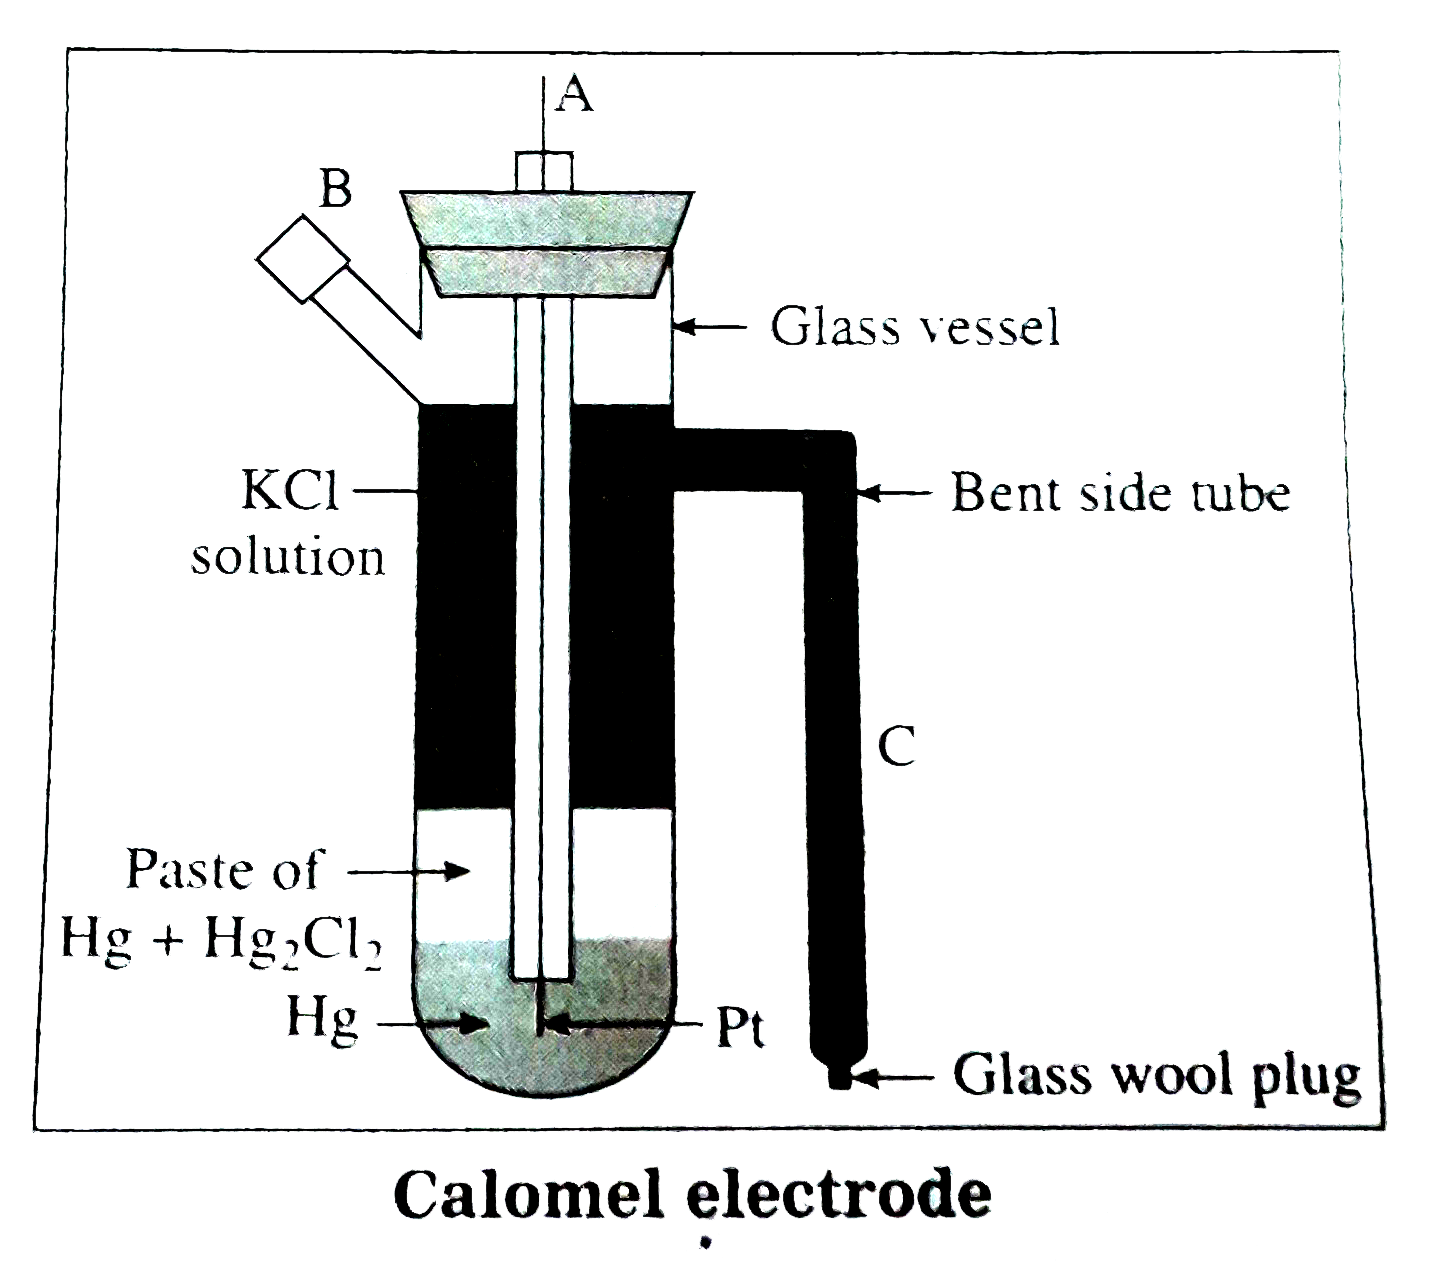 A
B
Glass vessel
KCl
solution
Bent side tube
C
Paste of
Hg + Hg₂Cl₂
Hg
Pt
Glass wool plug
Calomel electrode